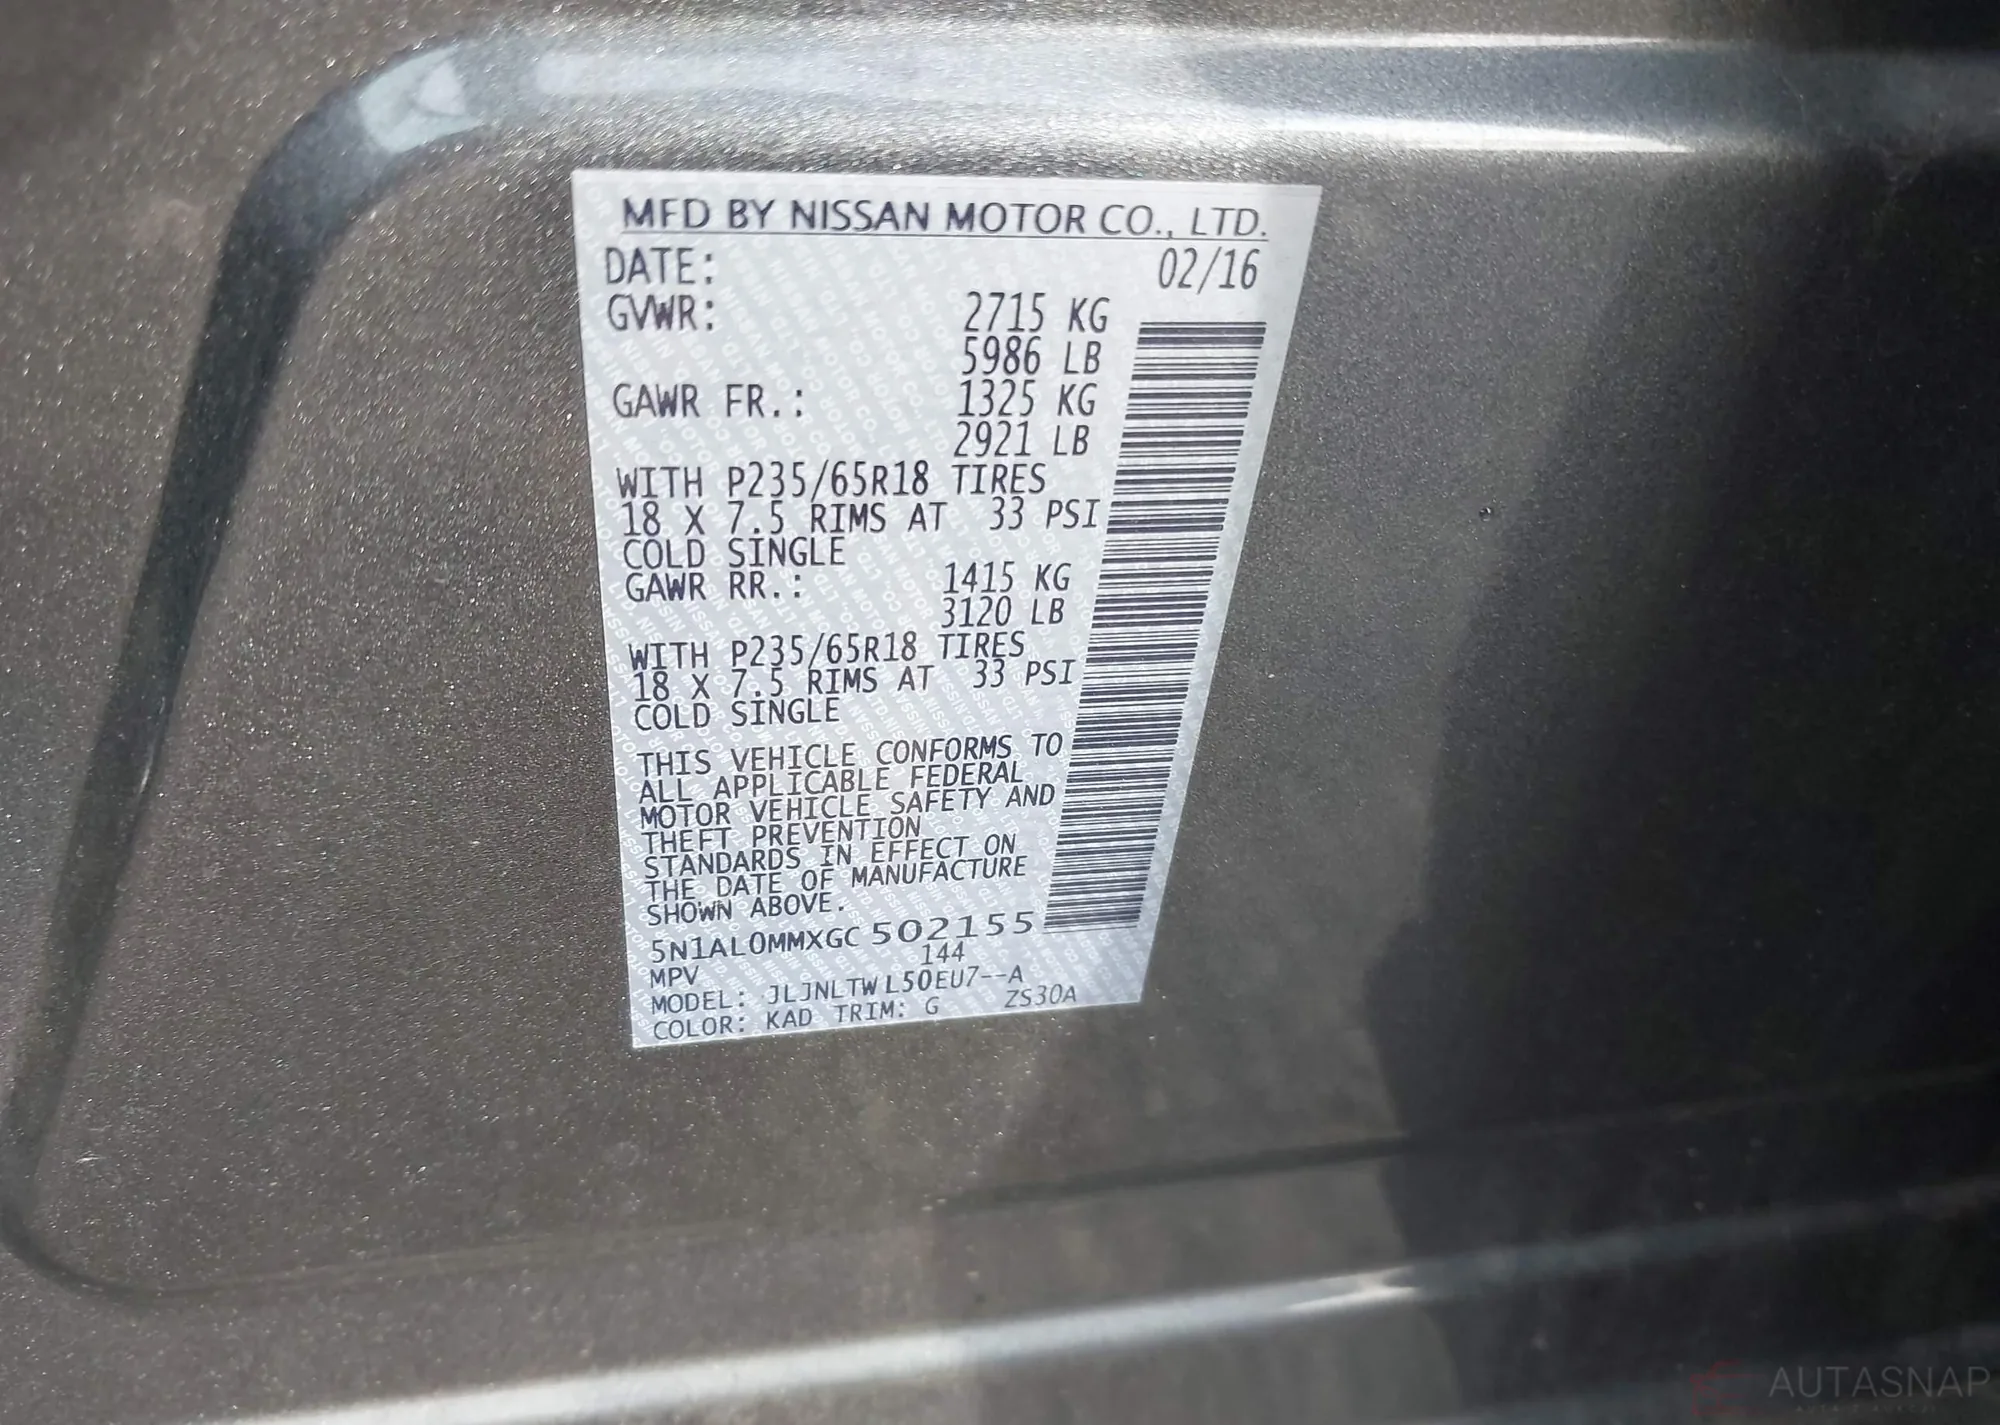 MFD BY NISSAN MOTOR CO., LTD.
DATE: 02/16
GVWR: 2715 KG
5986 LB
GAWR FR.: 1325 KG
2921 LB
WITH P235/65R18 TIRES
18 X 7.5 RIMS AT 33 PSI
COLD SINGLE
GAWR RR.: 1415 KG
3120 LB
WITH P235/65R18 TIRES
18 X 7.5 RIMS AT 33 PSI
COLD SINGLE
THIS VEHICLE CONFORMS TO
ALL APPLICABLE FEDERAL
MOTOR VEHICLE SAFETY AND
THEFT PREVENTION
STANDARDS IN EFFECT ON
THE DATE OF MANUFACTURE
SHOWN ABOVE.
5N1AL0MMXGC502155
MPV 144
MODEL: JLJNLTWL50EU7--A
COLOR: KAD TRIM: G ZS30A
AUTASNAP